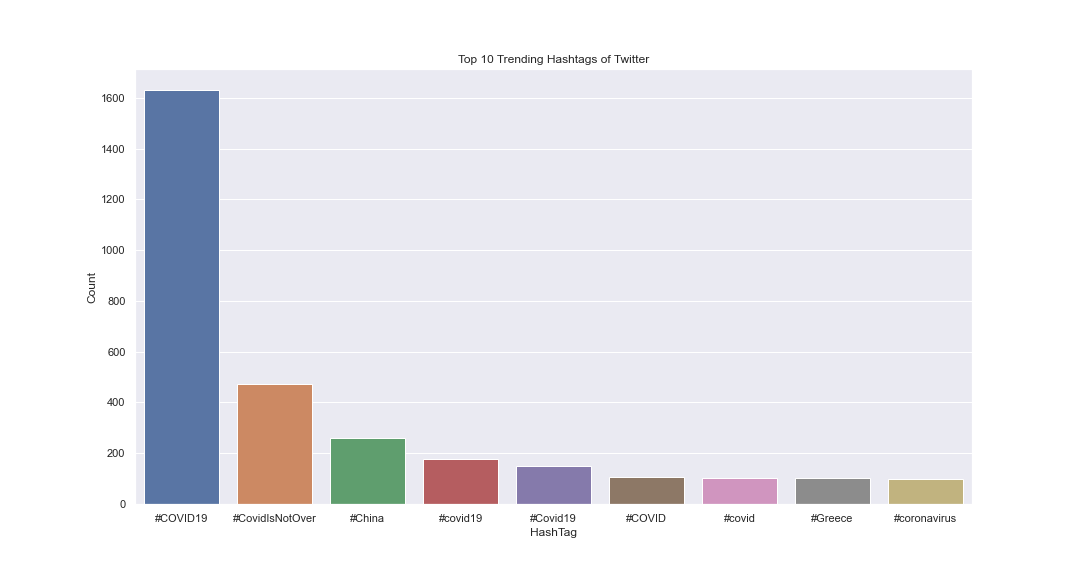 Top 10 Trending Hashtags of Twitter
Count
1600
1400
1200
1000
800
600
400
200
0
#COVID19 #CovidIsNotOver #China #covid19 #Covid19 #COVID #covid #Greece #coronavirus
HashTag